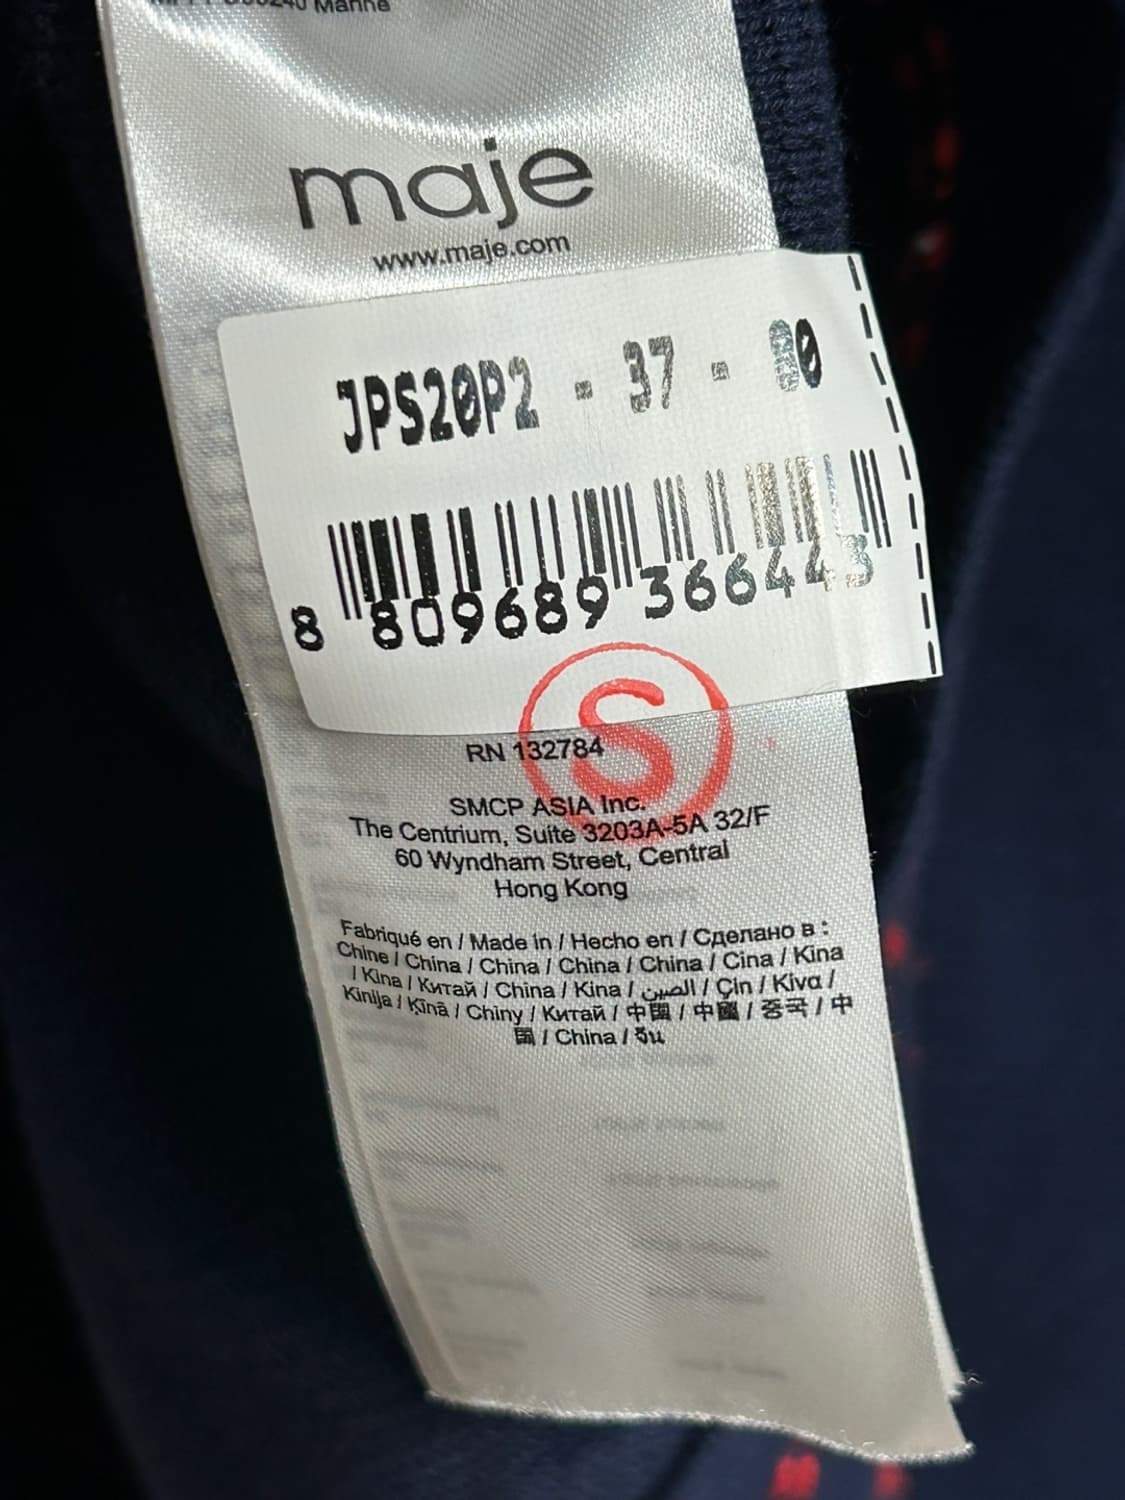 maje
www.maje.com
JPS20P2 - 37 - 80
8 809689 366443
S
RN 132784
SMCP ASIA Inc.
The Centrium, Suite 3203A-5A 32/F
60 Wyndham Street, Central
Hong Kong
Fabriqué en / Made in / Hecho en / Сделано в :
Chine / China / China / China / China / Cina / Kina
/ Kina / Китай / China / Kina / الصين / Çin / Kiva /
Kinija / Ķīnā / Chiny / Китай / 中國 / 中國 / 중국 / 中
国 / China / จีน